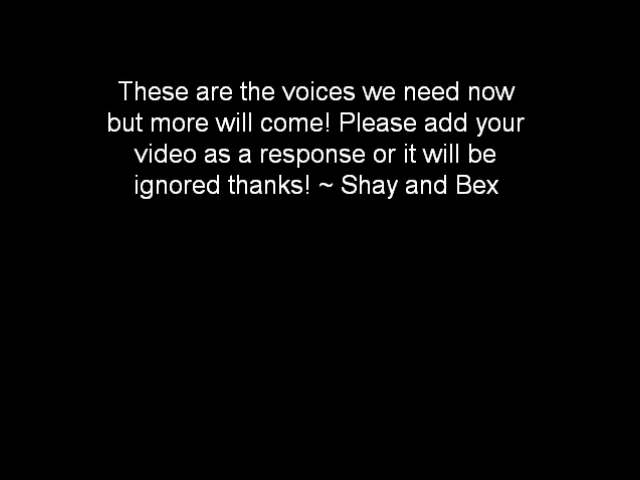 These are the voices we need now
but more will come! Please add your
video as a response or it will be
ignored thanks! ~ Shay and Bex